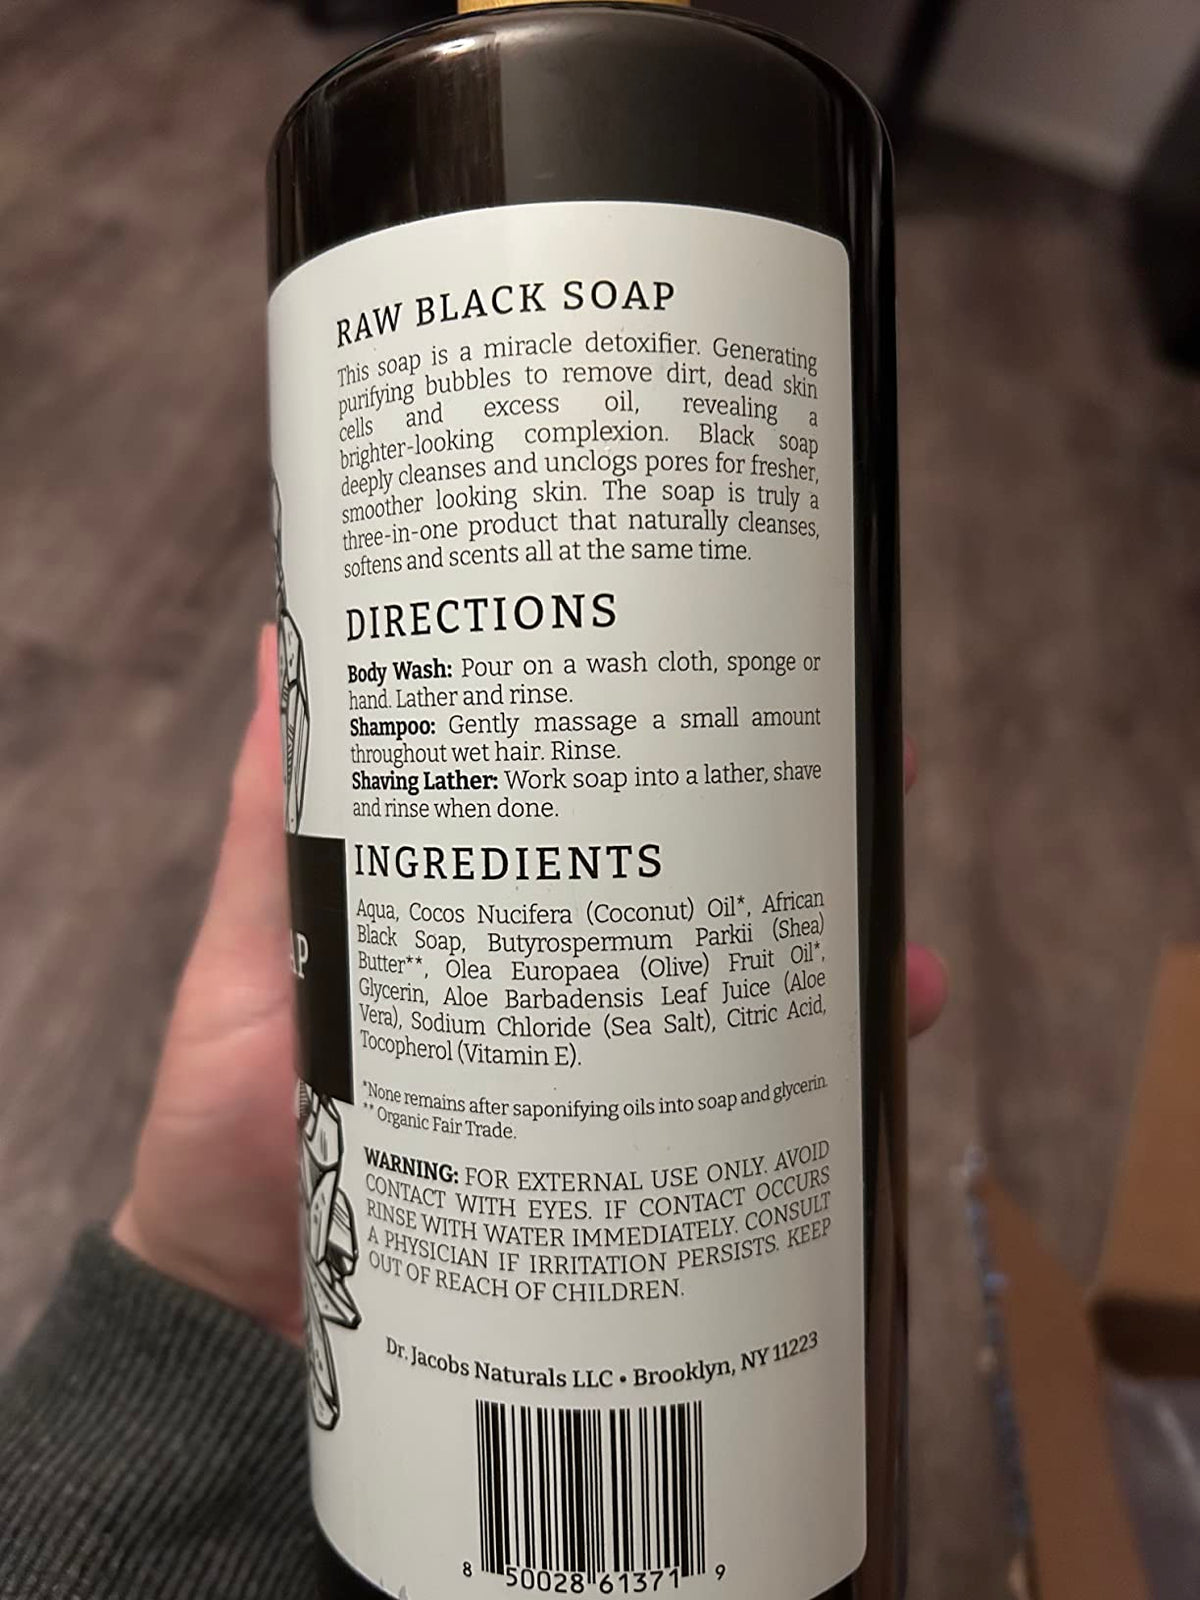 RAW BLACK SOAP
This soap is a miracle detoxifier. Generating
purifying bubbles to remove dirt, dead skin
cells and excess oil, revealing a
brighter-looking complexion. Black soap
deeply cleanses and unclogs pores for fresher,
smoother looking skin. The soap is truly a
three-in-one product that naturally cleanses,
softens and scents all at the same time.
DIRECTIONS
Body Wash: Pour on a wash cloth, sponge or
hand. Lather and rinse.
Shampoo: Gently massage a small amount
throughout wet hair. Rinse.
Shaving Lather: Work soap into a lather, shave
and rinse when done.
INGREDIENTS
Aqua, Cocos Nucifera (Coconut) Oil*, African
Black Soap, Butyrospermum Parkii (Shea)
Butter**, Olea Europaea (Olive) Fruit Oil*,
Glycerin, Aloe Barbadensis Leaf Juice (Aloe
Vera), Sodium Chloride (Sea Salt), Citric Acid,
Tocopherol (Vitamin E).
*None remains after saponifying oils into soap and glycerin.
** Organic Fair Trade.
WARNING: FOR EXTERNAL USE ONLY. AVOID
CONTACT WITH EYES. IF CONTACT OCCURS
RINSE WITH WATER IMMEDIATELY. CONSULT
A PHYSICIAN IF IRRITATION PERSISTS. KEEP
OUT OF REACH OF CHILDREN.
Dr. Jacobs Naturals LLC • Brooklyn, NY 11223
8 50028 61371 9